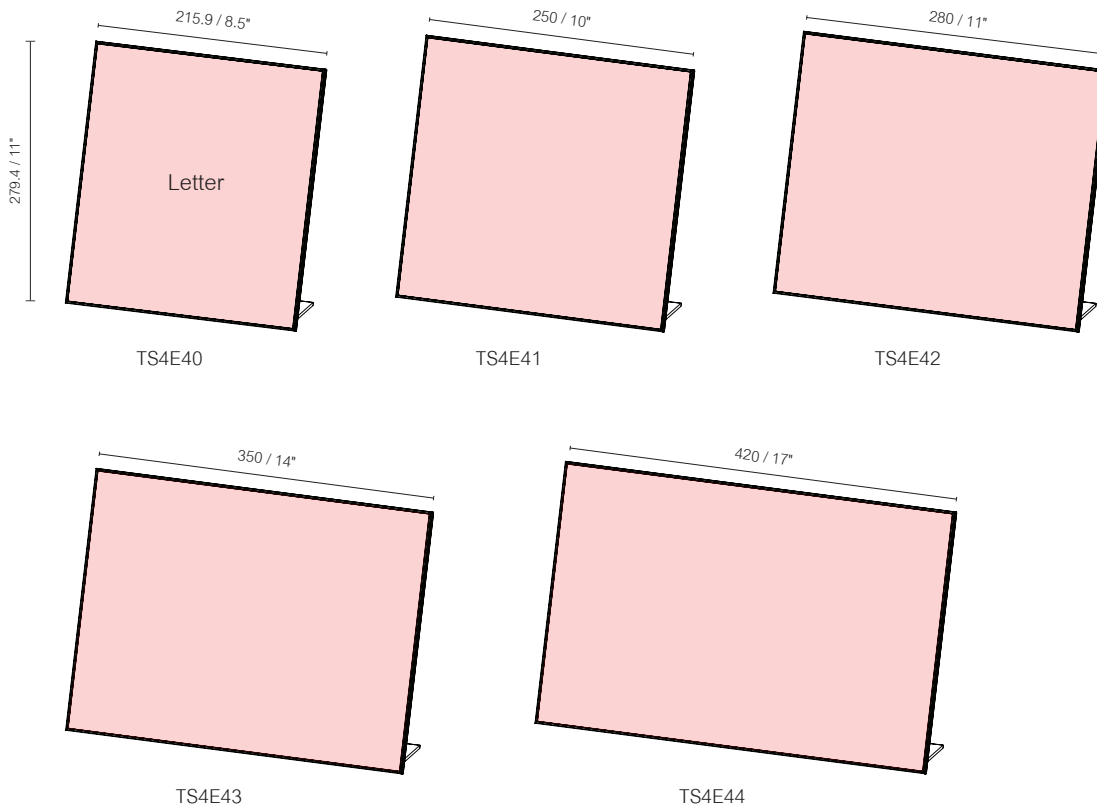 215.9 / 8.5"
250 / 10"
280 / 11"
279.4 / 11"
Letter
TS4E40
TS4E41
TS4E42
350 / 14"
420 / 17"
TS4E43
TS4E44